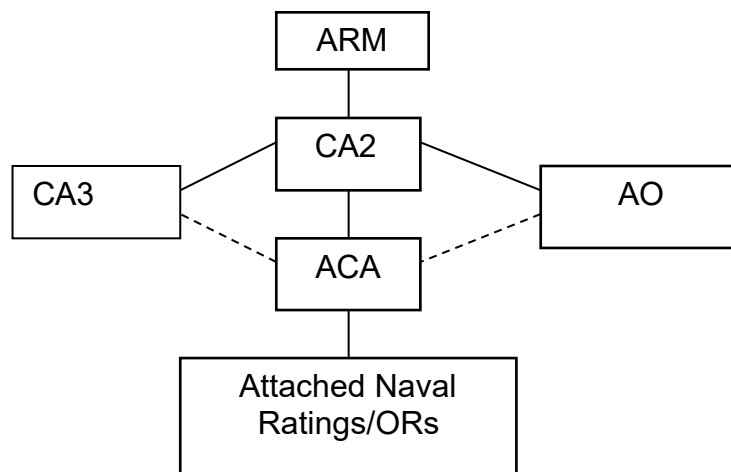 ARM
CA2
CA3
AO
ACA
Attached Naval
Ratings/ORs